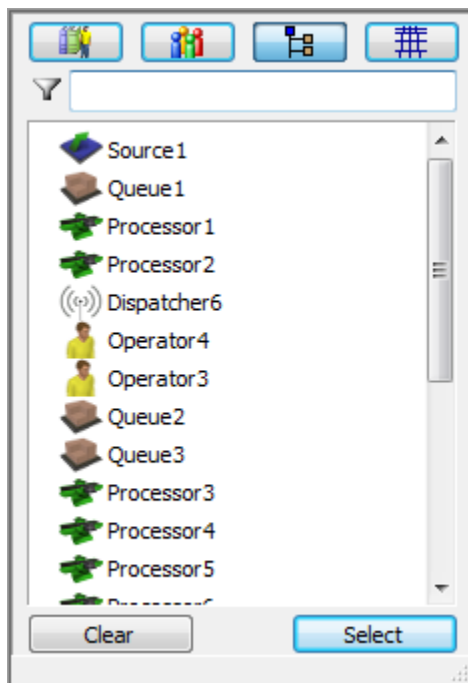 Source1
Queue1
Processor1
Processor2
Dispatcher6
Operator4
Operator3
Queue2
Queue3
Processor3
Processor4
Processor5
Clear Select